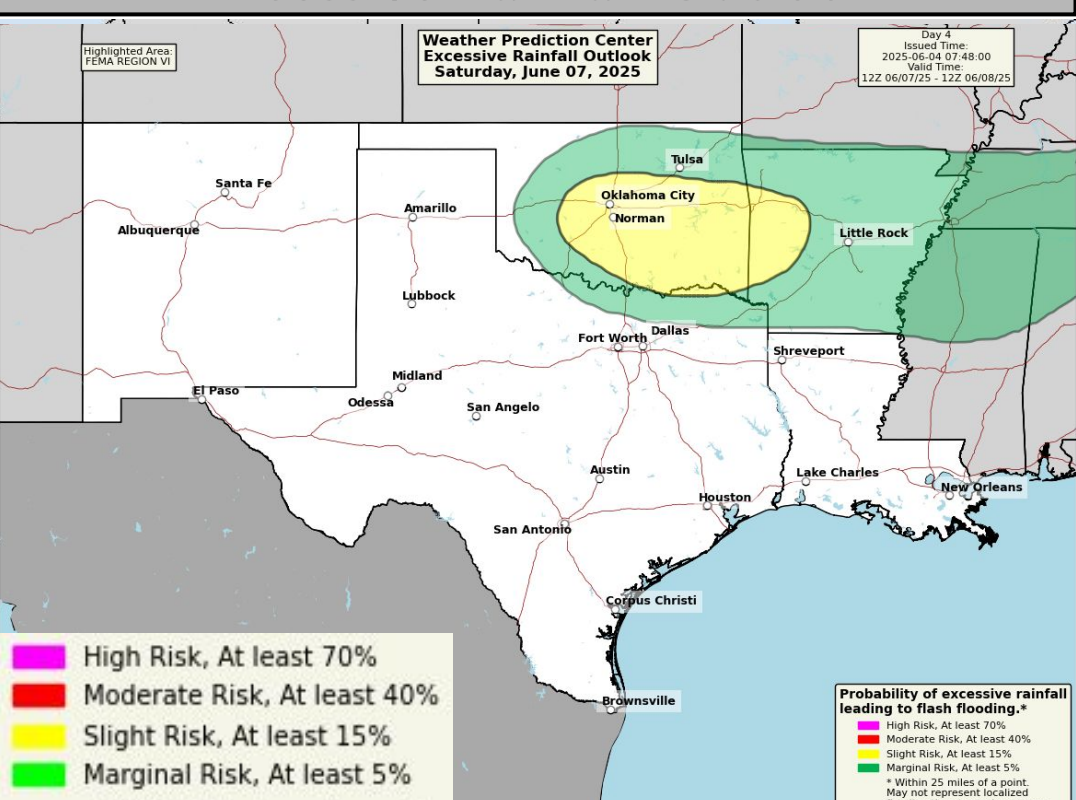 Highlighted Area:
FEMA REGION VI
Weather Prediction Center
Excessive Rainfall Outlook
Saturday, June 07, 2025
Day 4
Issued Time:
2025-06-04 07:48:00
Valid Time:
12Z 06/07/25 - 12Z 06/08/25
Tulsa
Santa Fe
Oklahoma City
Amarillo
Norman
Albuquerque
Little Rock
Lubbock
Dallas
Fort Worth
Shreveport
Midland
El Paso
Odessa
San Angelo
Austin
Lake Charles
New Orleans
Houston
San Antonio
Corpus Christi
Brownsville
High Risk, At least 70%
Moderate Risk, At least 40%
Slight Risk, At least 15%
Marginal Risk, At least 5%
Probability of excessive rainfall
leading to flash flooding.*
High Risk, At least 70%
Moderate Risk, At least 40%
Slight Risk, At least 15%
Marginal Risk, At least 5%
* Within 25 miles of a point.
May not represent localized